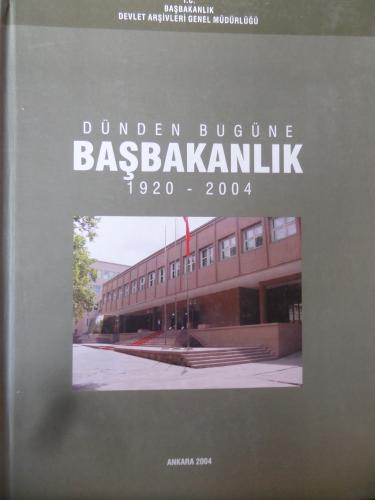 T.C.
BAŞBAKANLIK
DEVLET ARŞİVLERİ GENEL MÜDÜRLÜĞÜ
DÜNDEN BUGÜNE
BAŞBAKANLIK
1920 - 2004
ANKARA 2004